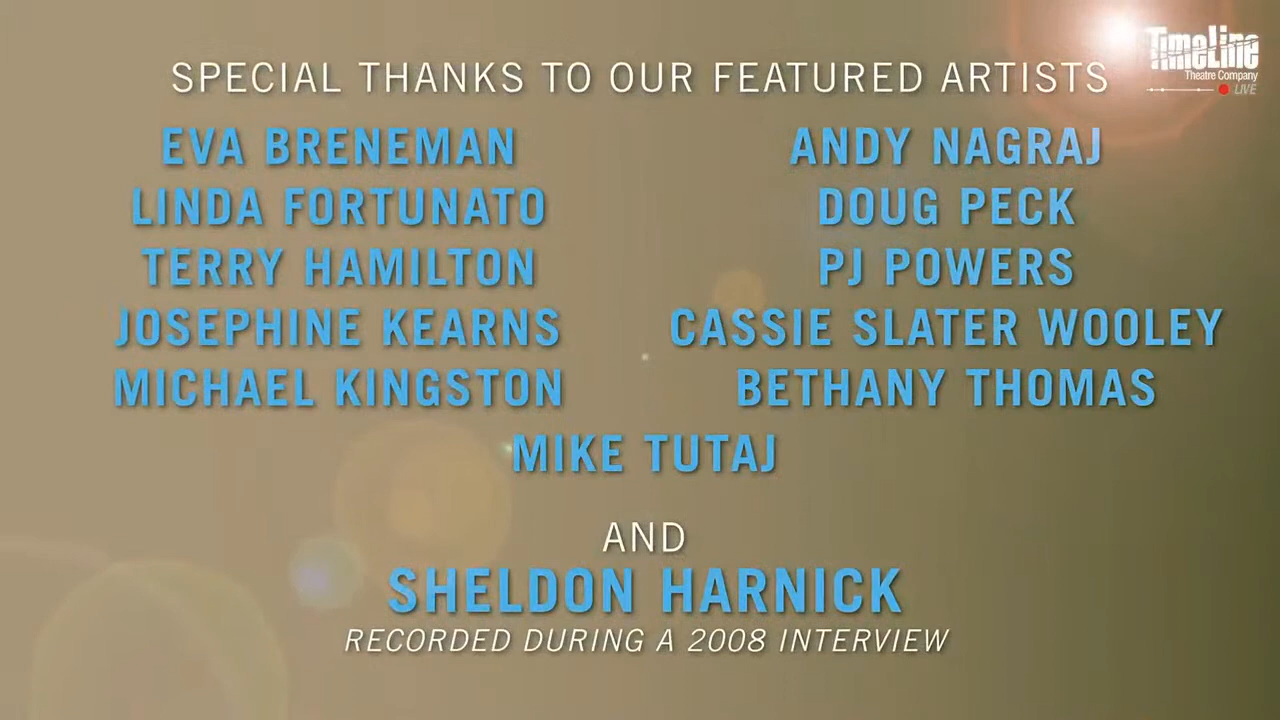 TimeLine
Theatre Company
LIVE
SPECIAL THANKS TO OUR FEATURED ARTISTS
EVA BRENEMAN
LINDA FORTUNATO
TERRY HAMILTON
JOSEPHINE KEARNS
MICHAEL KINGSTON
ANDY NAGRAJ
DOUG PECK
PJ POWERS
CASSIE SLATER WOOLEY
BETHANY THOMAS
MIKE TUTAJ
AND
SHELDON HARNICK
RECORDED DURING A 2008 INTERVIEW